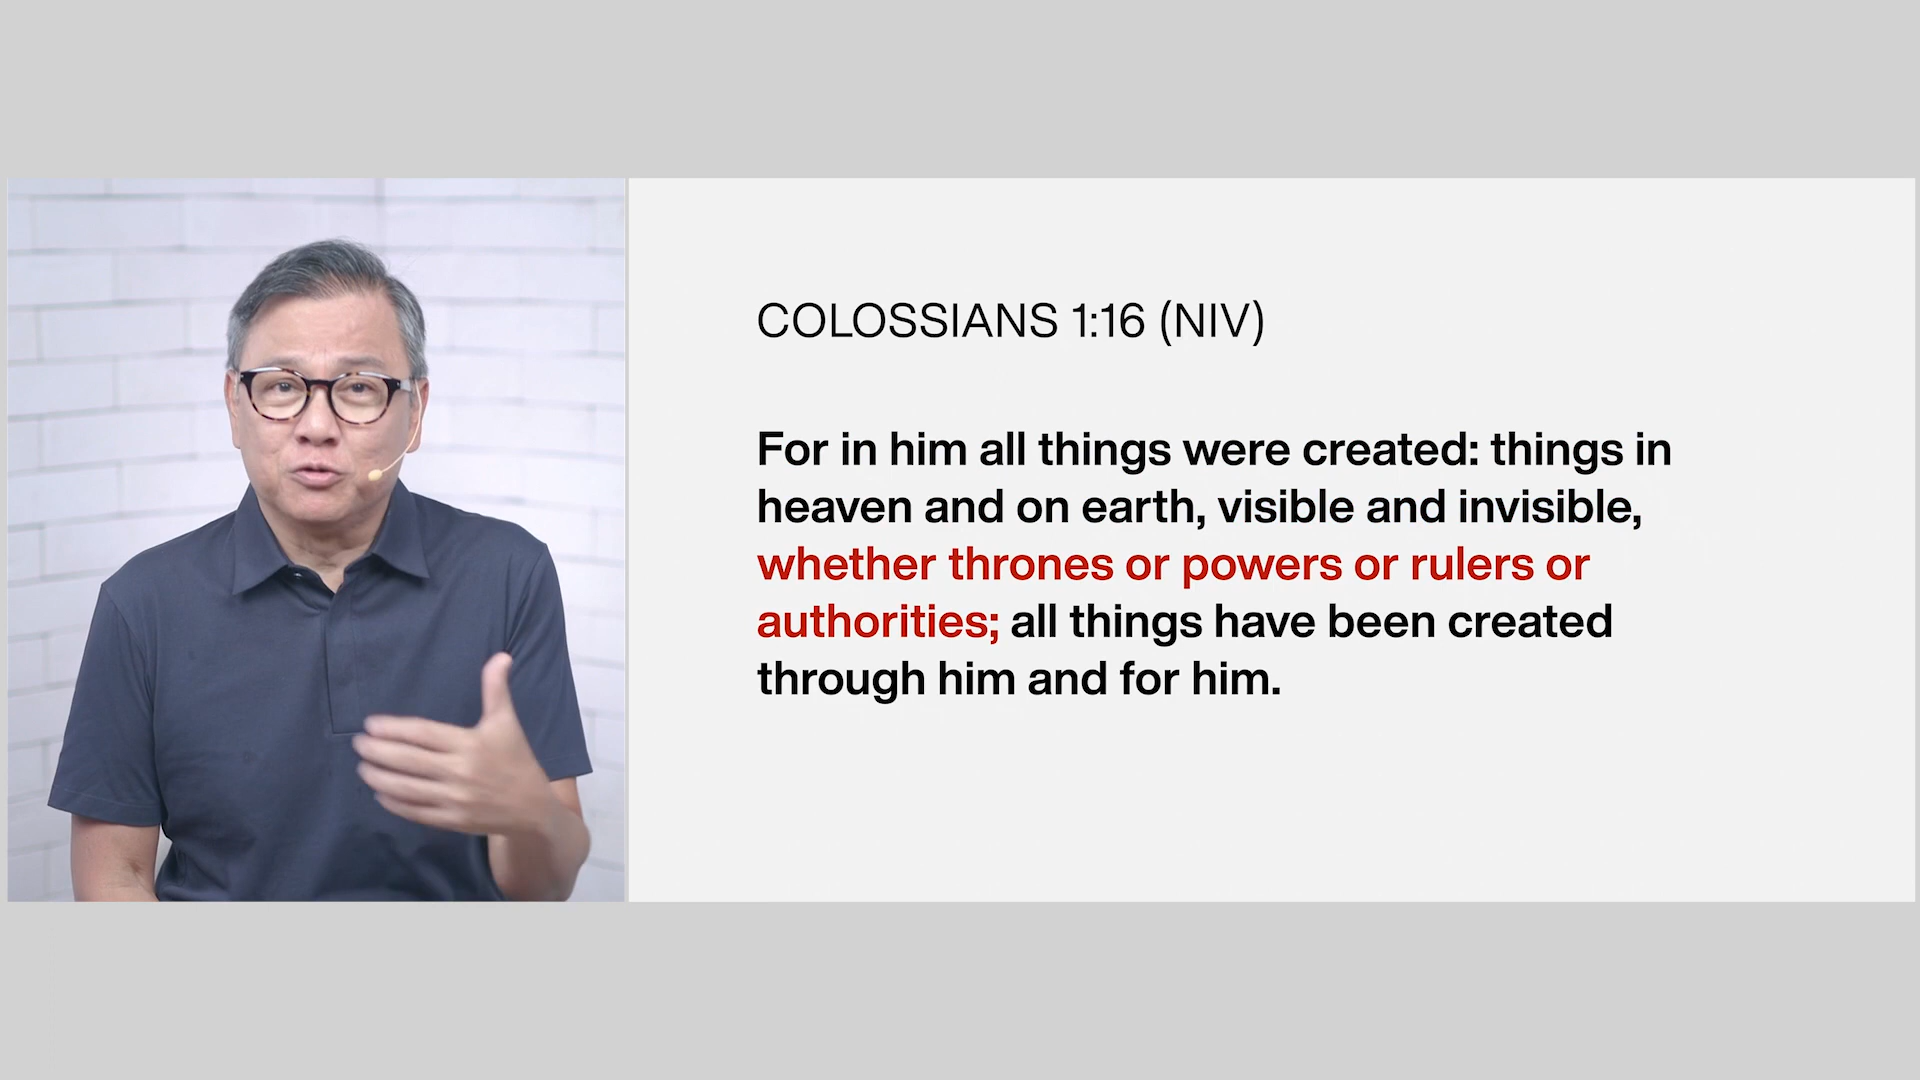 COLOSSIANS 1:16 (NIV)
For in him all things were created: things in
heaven and on earth, visible and invisible,
whether thrones or powers or rulers or
authorities; all things have been created
through him and for him.